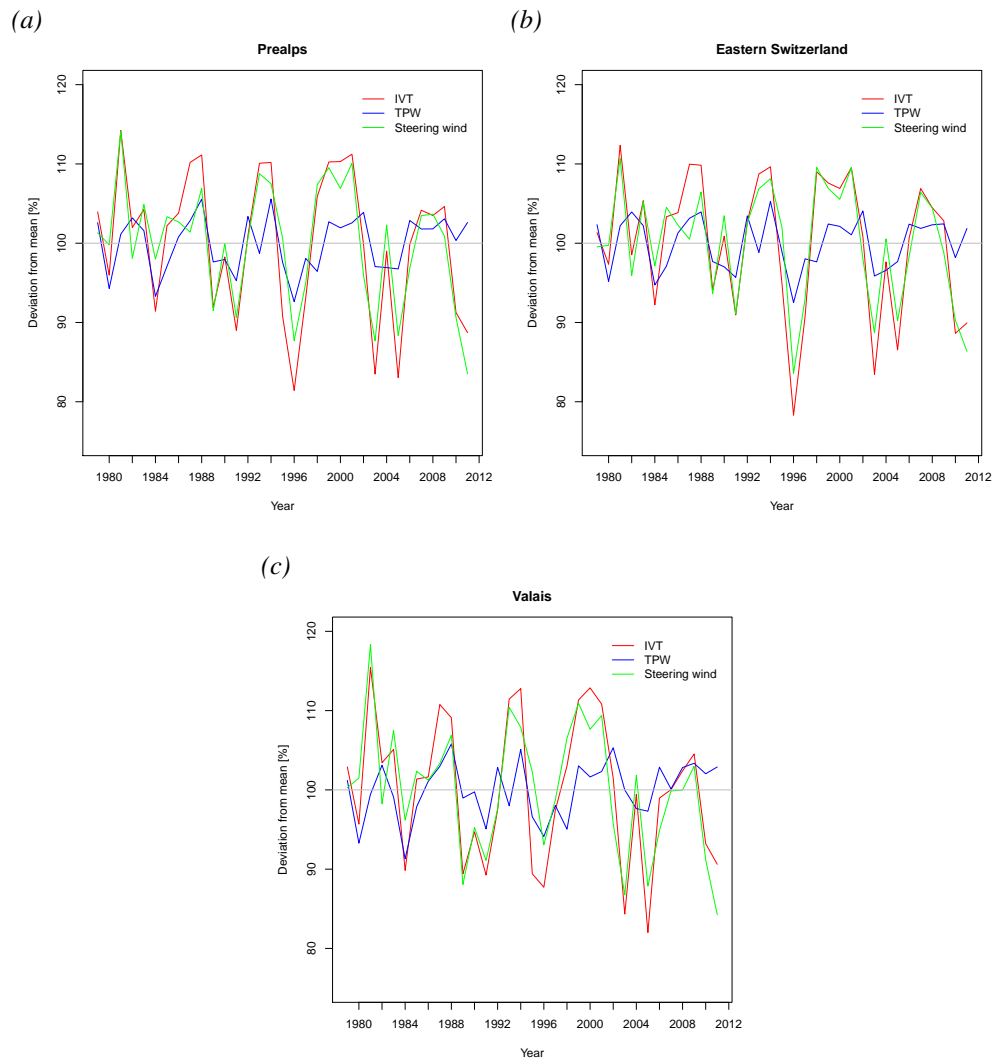 (a)
Prealps
IVT
TPW
Steering wind
Deviation from mean [%]
120
110
100
90
80
1980 1984 1988 1992 1996 2000 2004 2008 2012
Year
(b)
Eastern Switzerland
IVT
TPW
Steering wind
Deviation from mean [%]
120
110
100
90
80
1980 1984 1988 1992 1996 2000 2004 2008 2012
Year
(c)
Valais
IVT
TPW
Steering wind
Deviation from mean [%]
120
110
100
90
80
1980 1984 1988 1992 1996 2000 2004 2008 2012
Year